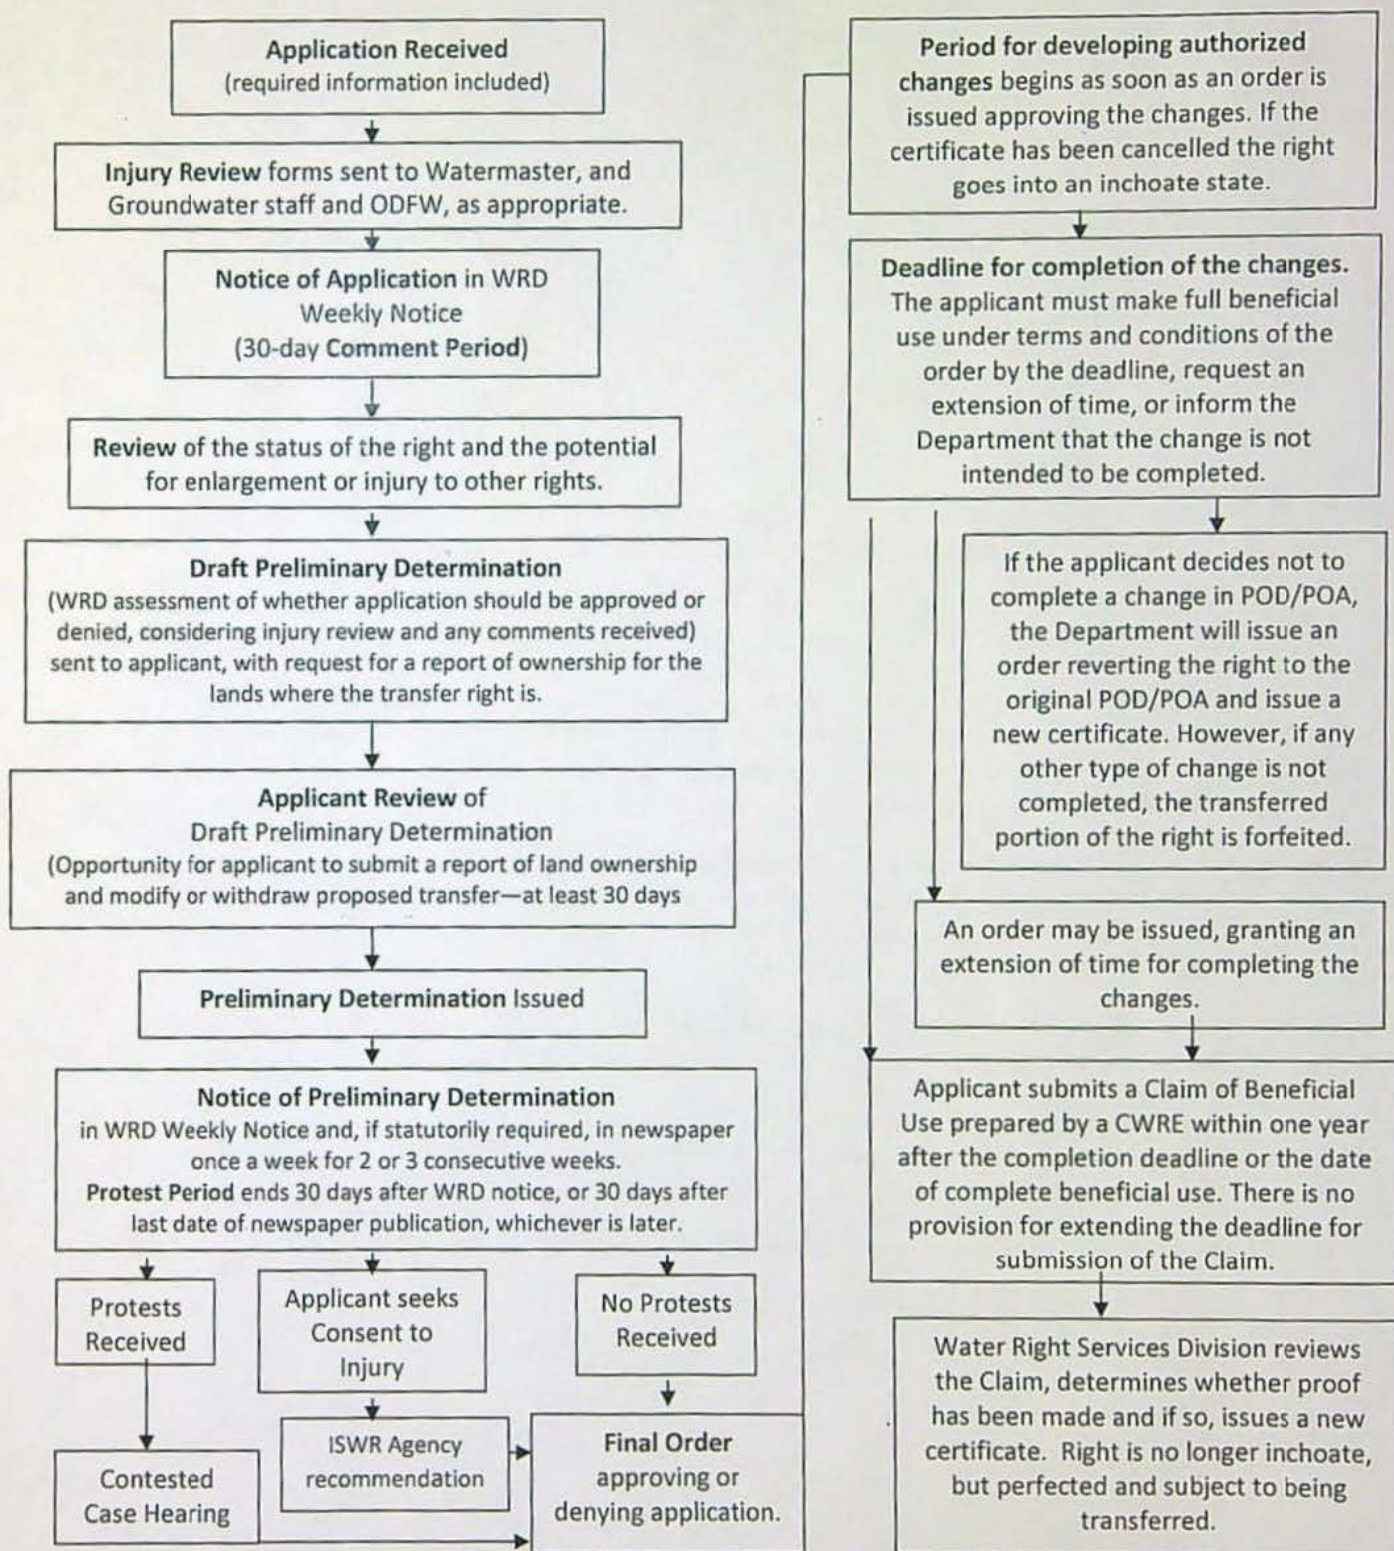 Application Received
(required information included)
Injury Review forms sent to Watermaster, and
Groundwater staff and ODFW, as appropriate.
Notice of Application in WRD
Weekly Notice
(30-day Comment Period)
Review of the status of the right and the potential
for enlargement or injury to other rights.
Draft Preliminary Determination
(WRD assessment of whether application should be approved or
denied, considering injury review and any comments received)
sent to applicant, with request for a report of ownership for the
lands where the transfer right is.
Applicant Review of
Draft Preliminary Determination
(Opportunity for applicant to submit a report of land ownership
and modify or withdraw proposed transfer—at least 30 days
Preliminary Determination Issued
Notice of Preliminary Determination
in WRD Weekly Notice and, if statutorily required, in newspaper
once a week for 2 or 3 consecutive weeks.
Protest Period ends 30 days after WRD notice, or 30 days after
last date of newspaper publication, whichever is later.
Protests
Received
Applicant seeks
Consent to
Injury
No Protests
Received
Contested
Case Hearing
ISWR Agency
recommendation
Final Order
approving or
denying application.
Period for developing authorized
changes begins as soon as an order is
issued approving the changes. If the
certificate has been cancelled the right
goes into an inchoate state.
Deadline for completion of the changes.
The applicant must make full beneficial
use under terms and conditions of the
order by the deadline, request an
extension of time, or inform the
Department that the change is not
intended to be completed.
If the applicant decides not to
complete a change in POD/POA,
the Department will issue an
order reverting the right to the
original POD/POA and issue a
new certificate. However, if any
other type of change is not
completed, the transferred
portion of the right is forfeited.
An order may be issued, granting an
extension of time for completing the
changes.
Applicant submits a Claim of Beneficial
Use prepared by a CWRE within one year
after the completion deadline or the date
of complete beneficial use. There is no
provision for extending the deadline for
submission of the Claim.
Water Right Services Division reviews
the Claim, determines whether proof
has been made and if so, issues a new
certificate. Right is no longer inchoate,
but perfected and subject to being
transferred.